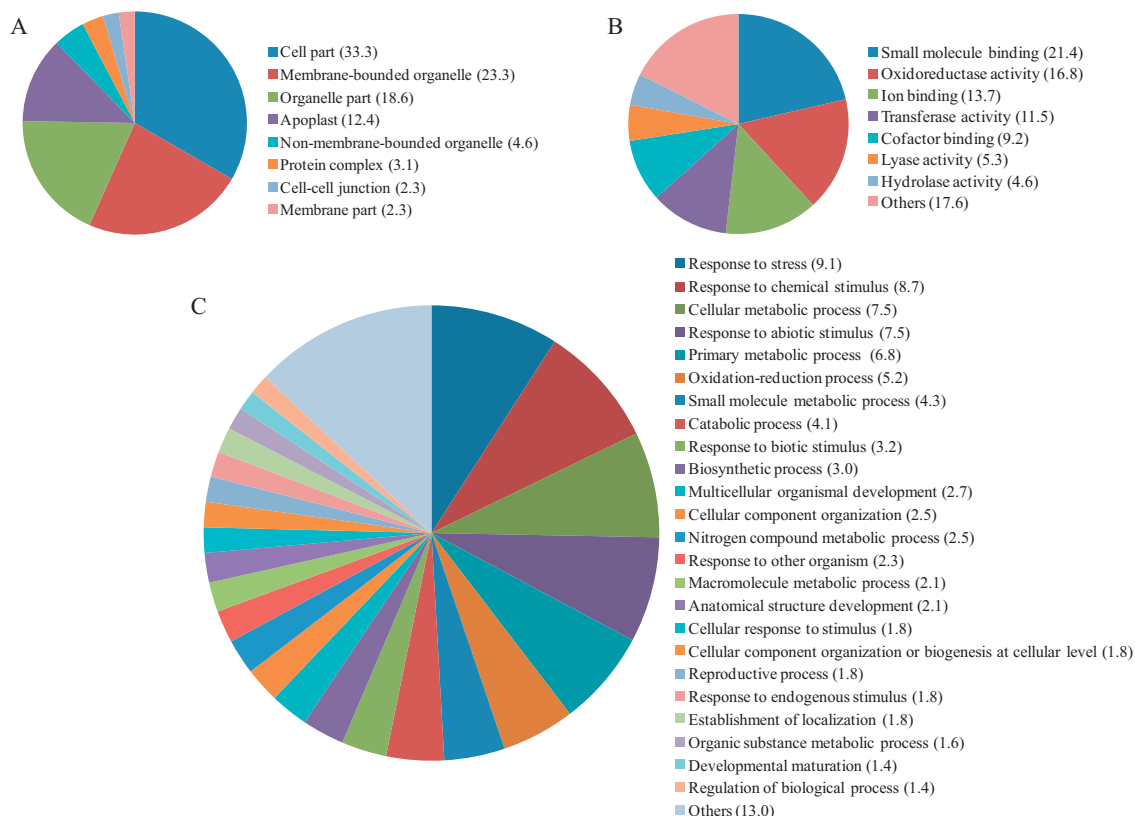 A
Cell part (33.3)
Membrane-bounded organelle (23.3)
Organelle part (18.6)
Apoplast (12.4)
Non-membrane-bounded organelle (4.6)
Protein complex (3.1)
Cell-cell junction (2.3)
Membrane part (2.3)
B
Small molecule binding (21.4)
Oxidoreductase activity (16.8)
Ion binding (13.7)
Transferase activity (11.5)
Cofactor binding (9.2)
Lyase activity (5.3)
Hydrolase activity (4.6)
Others (17.6)
C
Response to stress (9.1)
Response to chemical stimulus (8.7)
Cellular metabolic process (7.5)
Response to abiotic stimulus (7.5)
Primary metabolic process (6.8)
Oxidation-reduction process (5.2)
Small molecule metabolic process (4.3)
Catabolic process (4.1)
Response to biotic stimulus (3.2)
Biosynthetic process (3.0)
Multicellular organismal development (2.7)
Cellular component organization (2.5)
Nitrogen compound metabolic process (2.5)
Response to other organism (2.3)
Macromolecule metabolic process (2.1)
Anatomical structure development (2.1)
Cellular response to stimulus (1.8)
Cellular component organization or biogenesis at cellular level (1.8)
Reproductive process (1.8)
Response to endogenous stimulus (1.8)
Establishment of localization (1.8)
Organic substance metabolic process (1.6)
Developmental maturation (1.4)
Regulation of biological process (1.4)
Others (13.0)